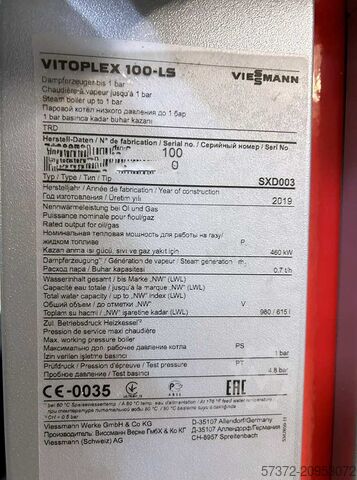 VITOPLEX 100-LS
VIESMANN
Dampferzeuger bis 1 bar
Chaudière à vapeur jusqu'à 1 bar
Steam boiler up to 1 bar
Паровой котёл низкого давления до 1 бар
1 bar basınca kadar buhar kazanı
TRD
Herstell-Daten / N° de fabrication / Serial No / Серийный номер / Seri No
100
0
Typ / Type / Тип / Tip SXD003
Herstelljahr / Année de fabrication / Year of construction
Год изготовления / Üretim yılı 2019
Nennwärmeleistung bei Öl und Gas
Puissance nominale pour fioul/gaz
Rated output for oil/gas
Номинальная тепловая мощность для работы на газу/
жидком топливе P
Kazan anma ısı gücü, sıvı ve gaz yakıt için 460 kW
Dampferzeugung / Génération de vapeur / Steam generation ṁ
Расход пара / Buhar kapasitesi 0.7 t/h
Wasserinhalt gesamt / bis Marke „NW“ (LWL)
Capacité eau totale / jusqu'à la marque „NW“ (LWL)
Total water capacity / up to „NW“ index (LWL)
Общий объем / до отметки „NW“ V
Toplam su hacmi / „NW“ işaretine kadar (LWL) 960 / 615 l
Zul. Betriebsdruck Heizkessel
Pression de service maxi chaudière
Max. working pressure boiler
Максимально доп. рабочее давление котла PS
İzin verilen işletme basıncı 1 bar
Prüfdruck / Pression d'essai / Test pressure PT
Пробное давление / Test basıncı 4.8 bar
CE-0035
EAC
Viessmann Werke GmbH & Co KG D-35107 Allendorf/Germany
Производитель: Виссманн Верке ГмбХ & Ко КГ Д-35107 Аллендорф/Германия
Viessmann (Schweiz) AG CH-8957 Spreitenbach
57372-20953072